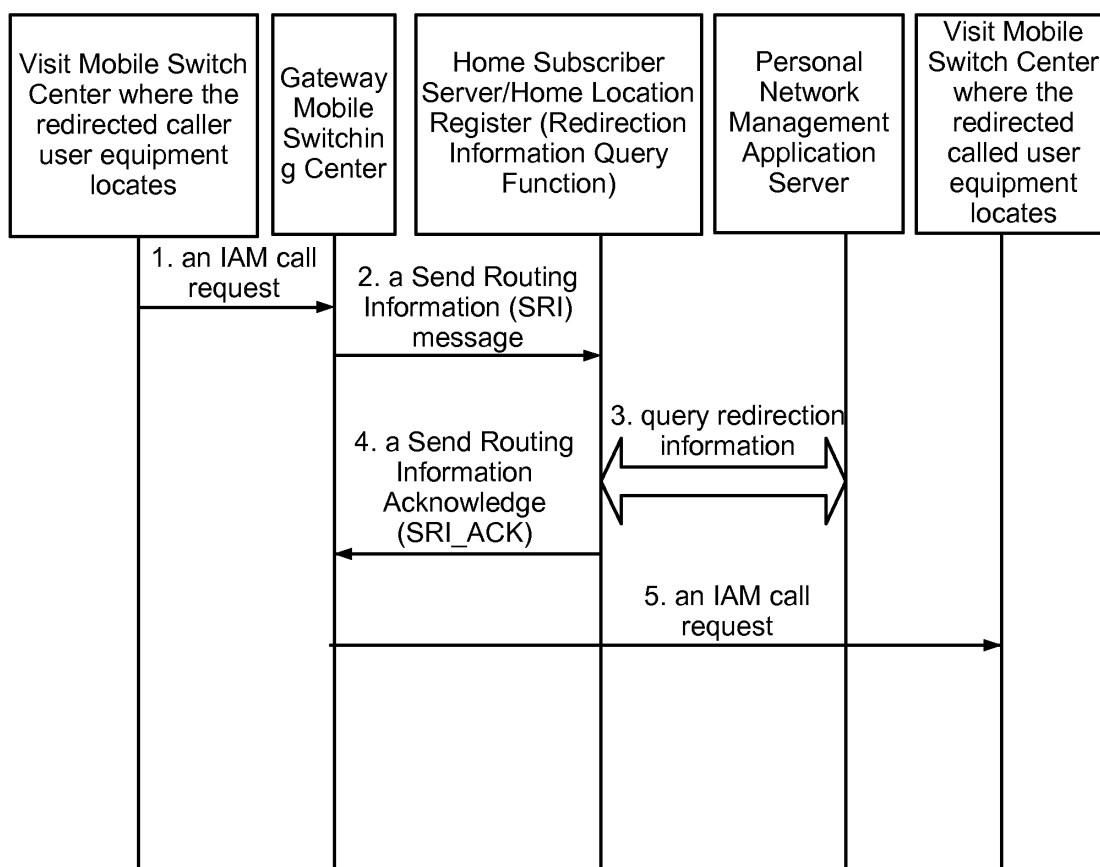 Visit Mobile Switch
Center where the
redirected caller
user equipment
locates
Gateway
Mobile
Switchin
g Center
Home Subscriber
Server/Home Location
Register (Redirection
Information Query
Function)
Personal
Network
Management
Application
Server
Visit Mobile
Switch Center
where the
redirected
called user
equipment
locates
1. an IAM call
request
2. a Send Routing
Information (SRI)
message
3. query redirection
information
4. a Send Routing
Information
Acknowledge
(SRI_ACK)
5. an IAM call
request